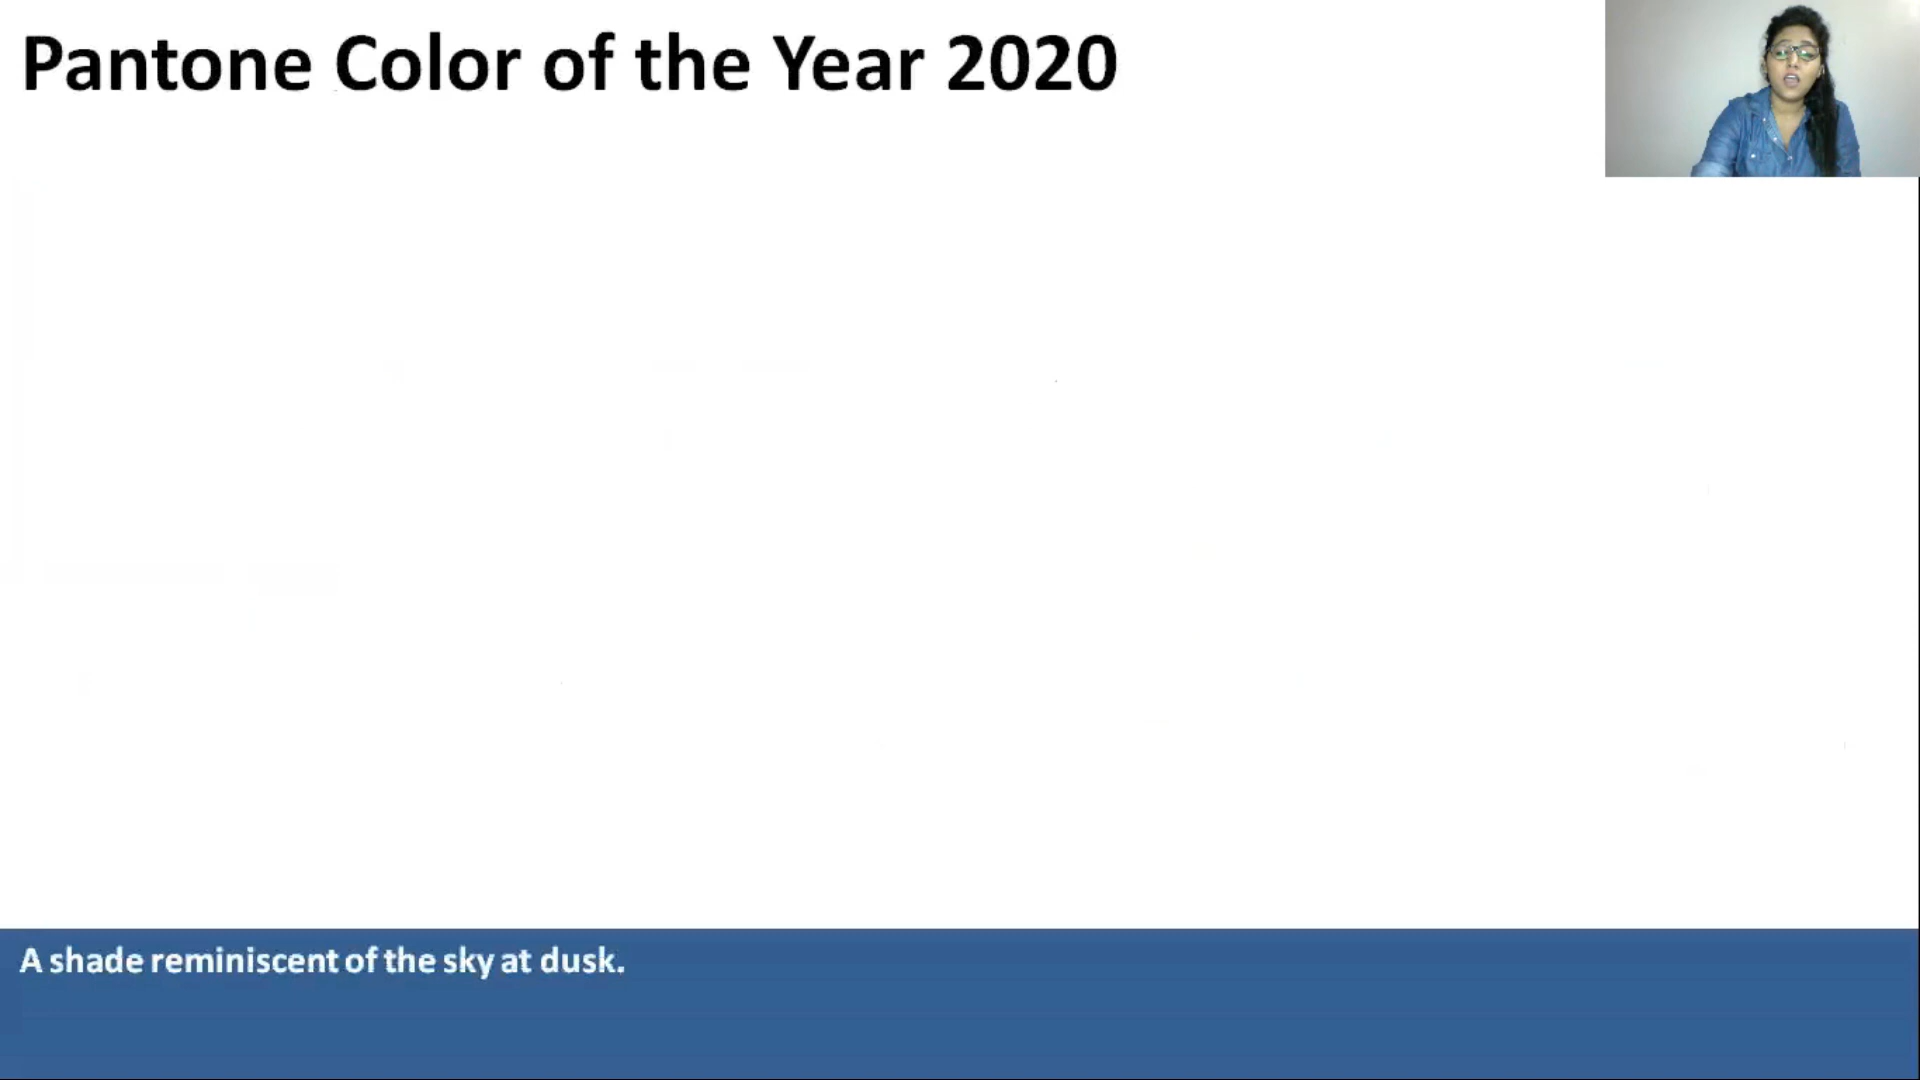 Pantone Color of the Year 2020
A shade reminiscent of the sky at dusk.